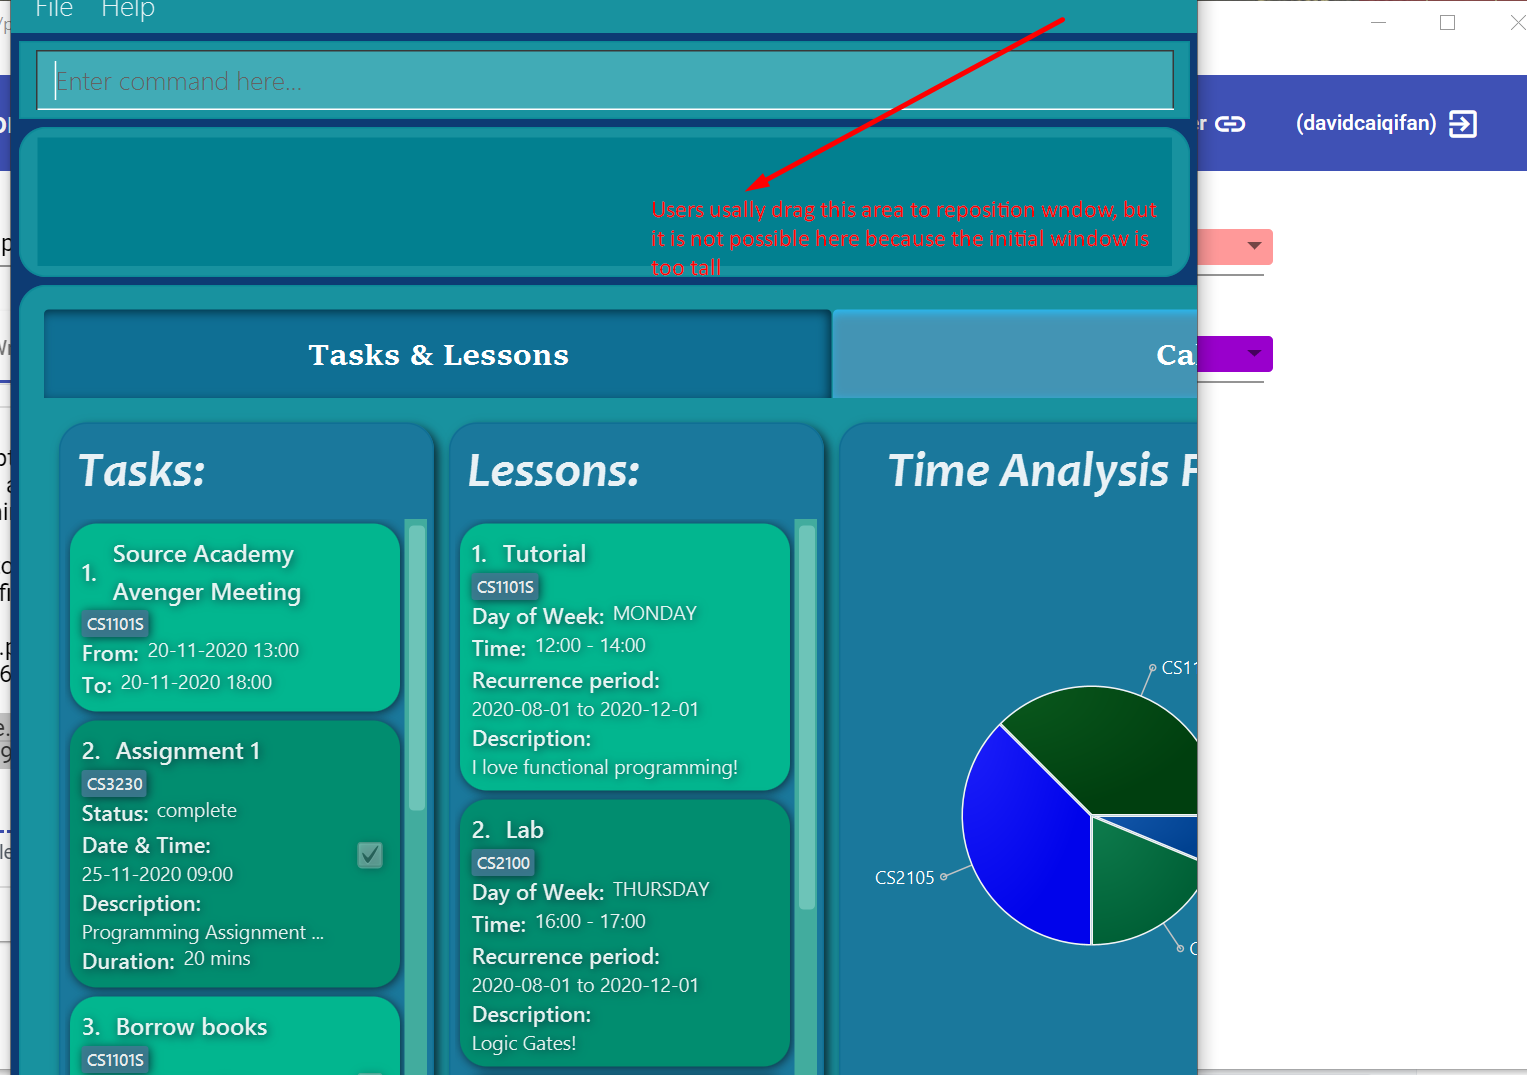 File Help
Enter command here...
(davidcaiqifan)
Users usally drag this area to reposition wndow, but
it is not possible here because the initial window is
too tall
Tasks & Lessons
Tasks:
1. Source Academy
Avenger Meeting
CS1101S
From: 20-11-2020 13:00
To: 20-11-2020 18:00
2. Assignment 1
CS3230
Status: complete
Date & Time:
25-11-2020 09:00
Description:
Programming Assignment ...
Duration: 20 mins
3. Borrow books
CS1101S
Lessons:
1. Tutorial
CS1101S
Day of Week: MONDAY
Time: 12:00 - 14:00
Recurrence period:
2020-08-01 to 2020-12-01
Description:
I love functional programming!
2. Lab
CS2100
Day of Week: THURSDAY
Time: 16:00 - 17:00
Recurrence period:
2020-08-01 to 2020-12-01
Description:
Logic Gates!
Time Analysis
CS2105